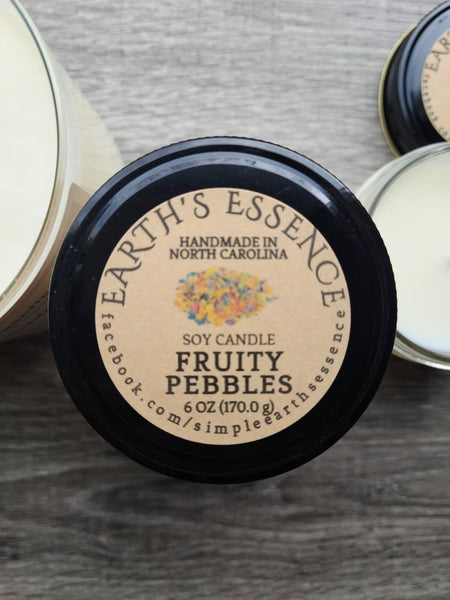 EARTH'S ESSENCE
HANDMADE IN
NORTH CAROLINA
SOY CANDLE
FRUITY
PEBBLES
6 OZ (170.0 g)
facebook.com/simpleearthsessence